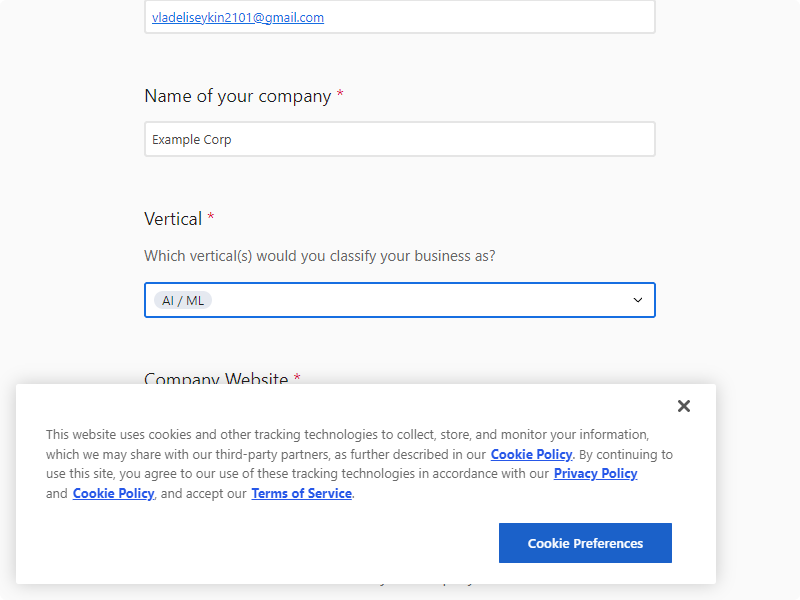 vladeliseykin2101@gmail.com
Name of your company *
Example Corp
Vertical *
Which vertical(s) would you classify your business as?
AI / ML
Company Website *
This website uses cookies and other tracking technologies to collect, store, and monitor your information,
which we may share with our third-party partners, as further described in our Cookie Policy. By continuing to
use this site, you agree to our use of these tracking technologies in accordance with our Privacy Policy
and Cookie Policy, and accept our Terms of Service.
Cookie Preferences